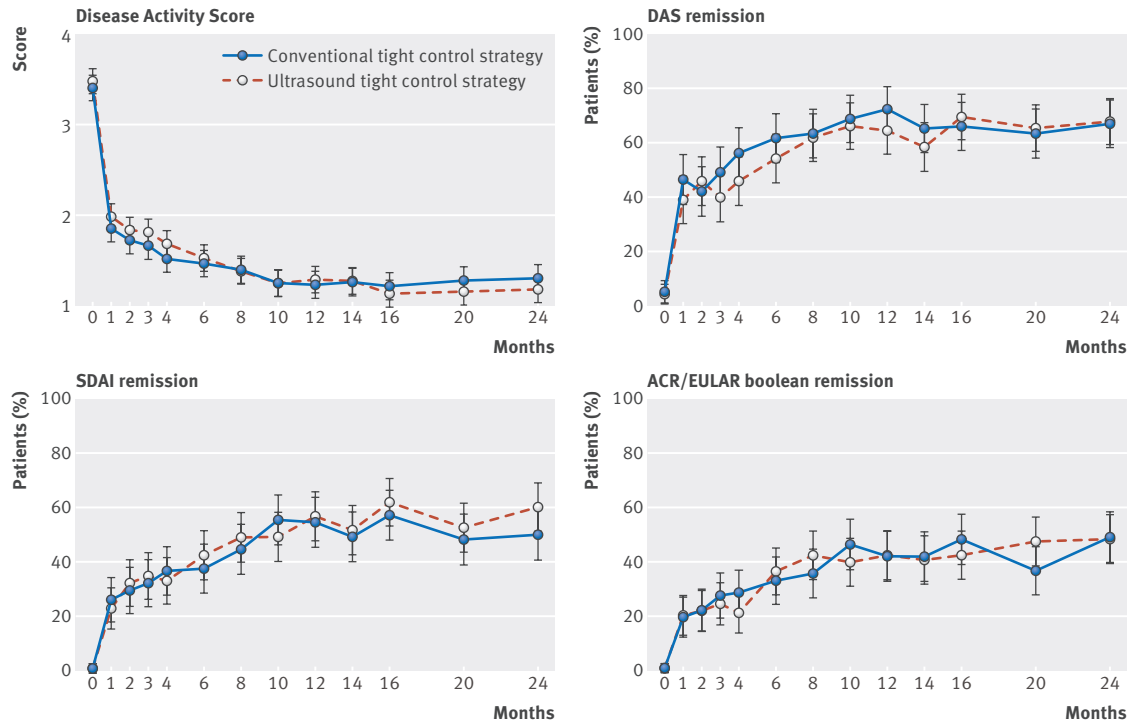 Disease Activity Score
Score
4
3
2
1
Conventional tight control strategy
Ultrasound tight control strategy
0 1 2 3 4 6 8 10 12 14 16 20 24
Months
DAS remission
Patients (%)
100
80
60
40
20
0
0 1 2 3 4 6 8 10 12 14 16 20 24
Months
SDAI remission
Patients (%)
100
80
60
40
20
0
0 1 2 3 4 6 8 10 12 14 16 20 24
Months
ACR/EULAR boolean remission
Patients (%)
100
80
60
40
20
0
0 1 2 3 4 6 8 10 12 14 16 20 24
Months